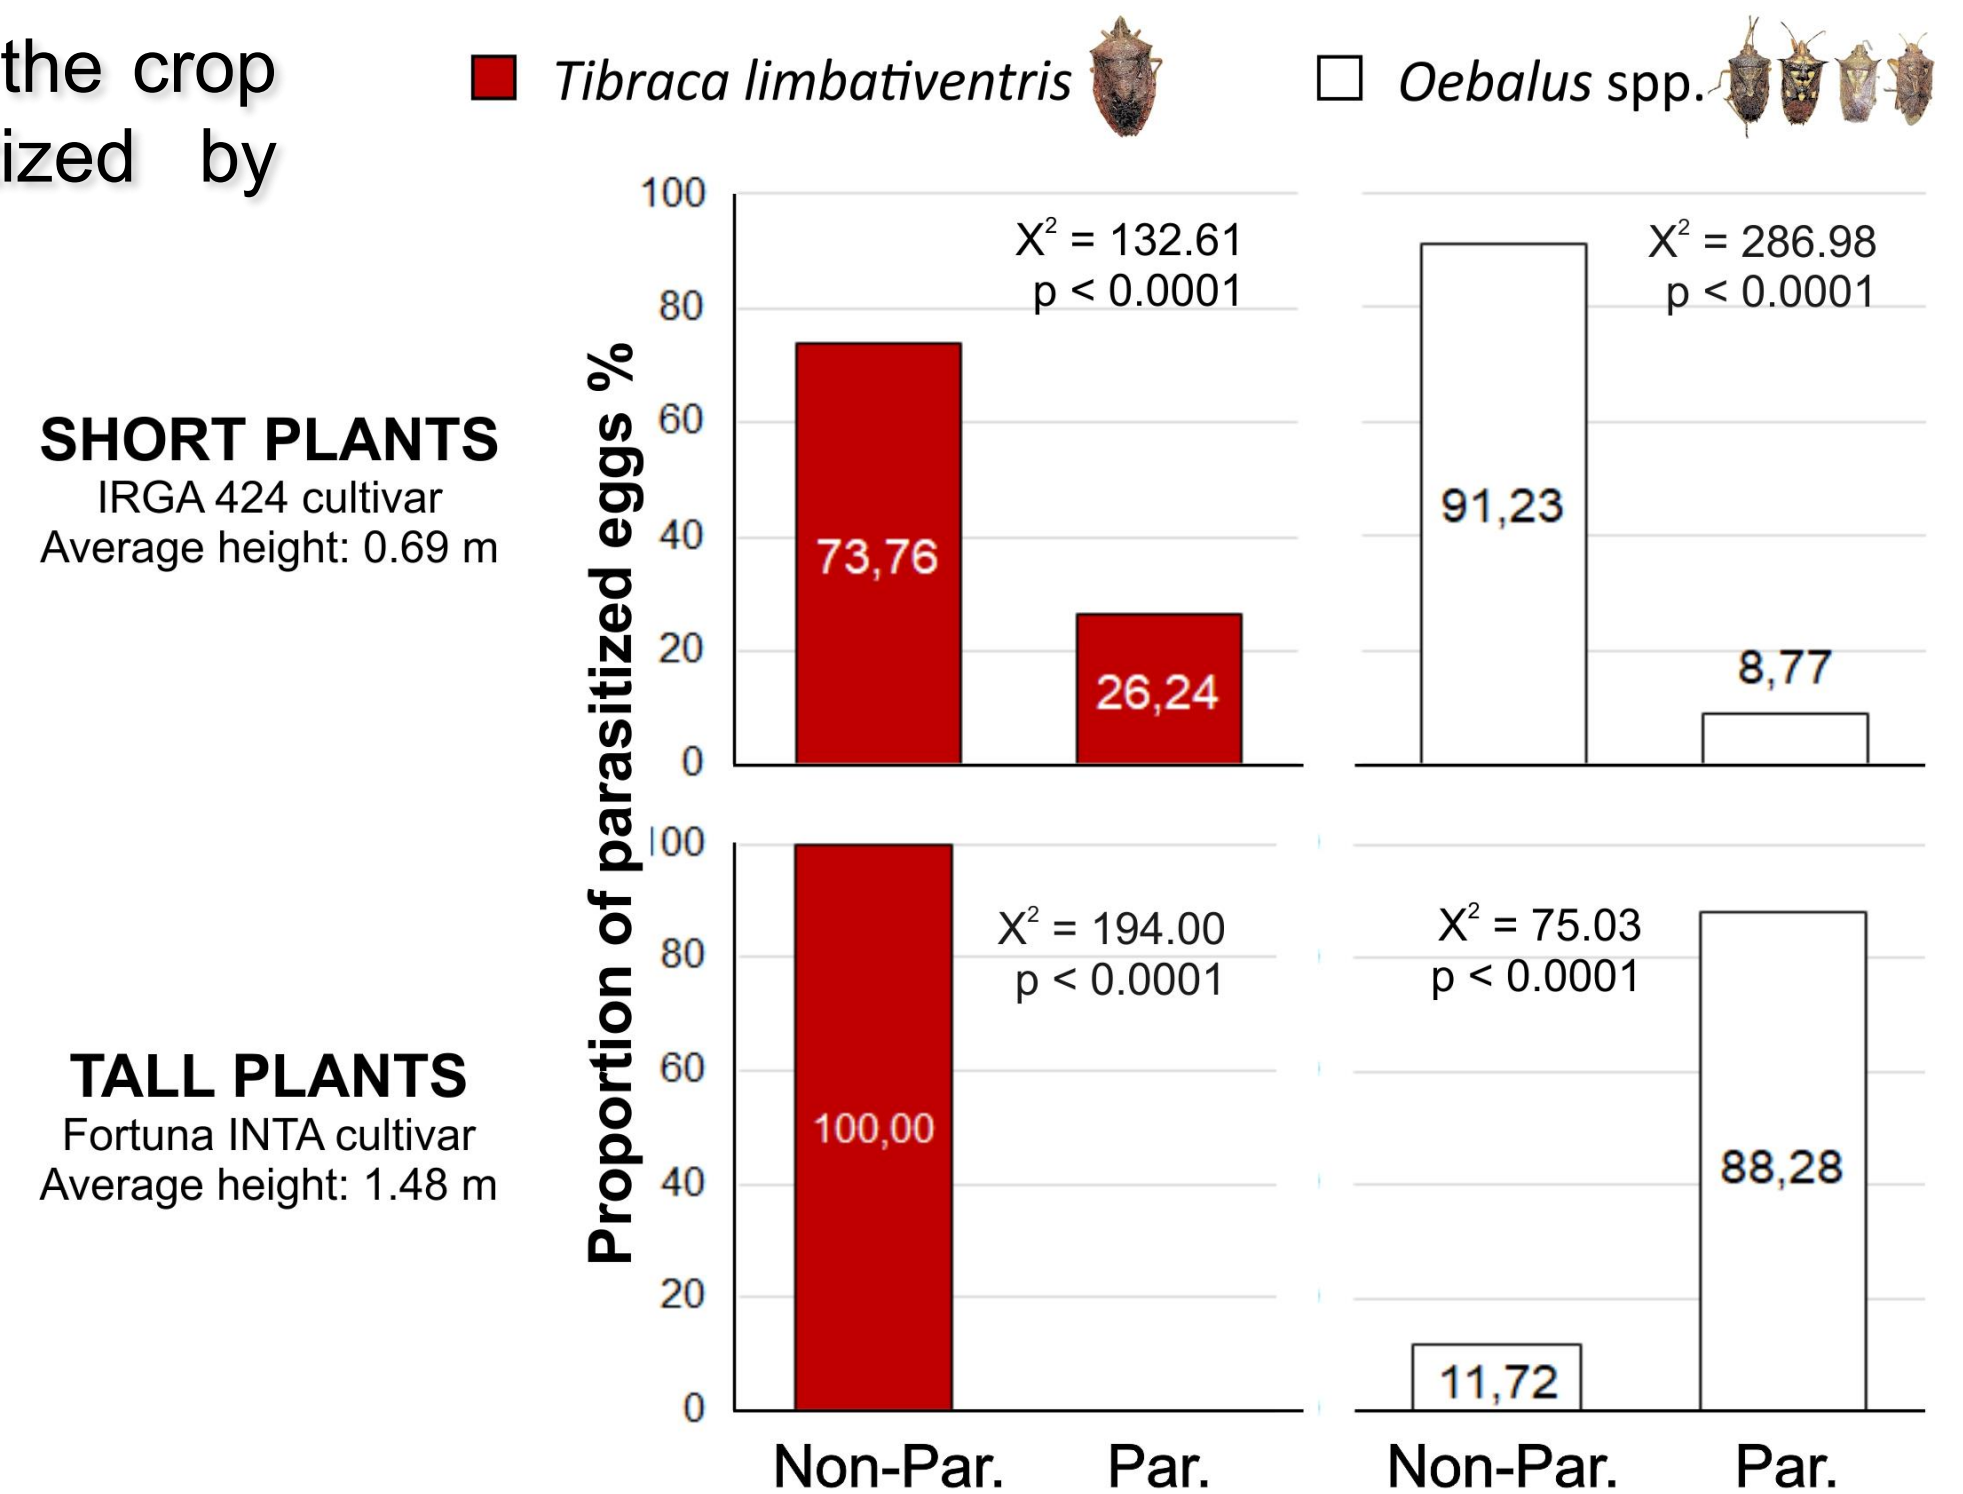 the crop
ized by
Tibraca limbativentris
Oebalus spp.
SHORT PLANTS
IRGA 424 cultivar
Average height: 0.69 m
Proportion of parasitized eggs %
100
80
60
40
20
0
X² = 132.61
p < 0.0001
73,76
26,24
X² = 286.98
p < 0.0001
91,23
8,77
TALL PLANTS
Fortuna INTA cultivar
Average height: 1.48 m
100
80
60
40
20
0
X² = 194.00
p < 0.0001
100,00
X² = 75.03
p < 0.0001
11,72
88,28
Non-Par. Par. Non-Par. Par.